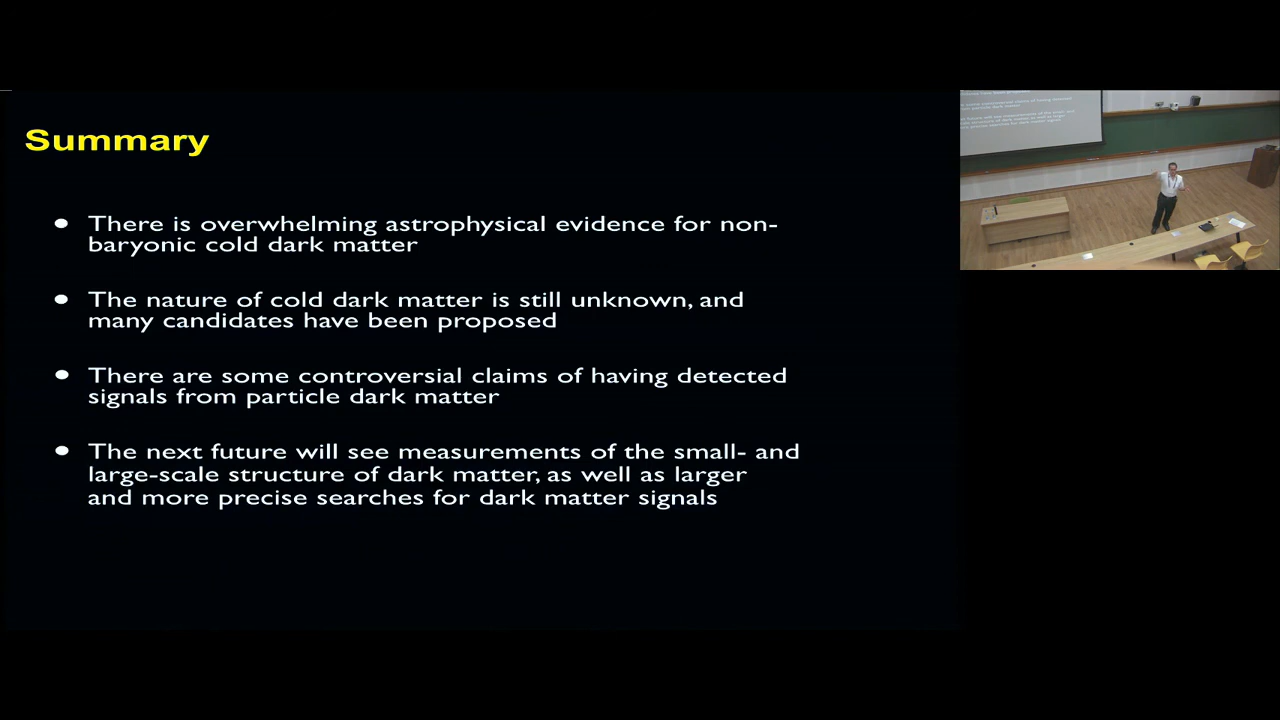 Summary
• There is overwhelming astrophysical evidence for non-
baryonic cold dark matter
• The nature of cold dark matter is still unknown, and
many candidates have been proposed
• There are some controversial claims of having detected
signals from particle dark matter
• The next future will see measurements of the small- and
large-scale structure of dark matter, as well as larger
and more precise searches for dark matter signals